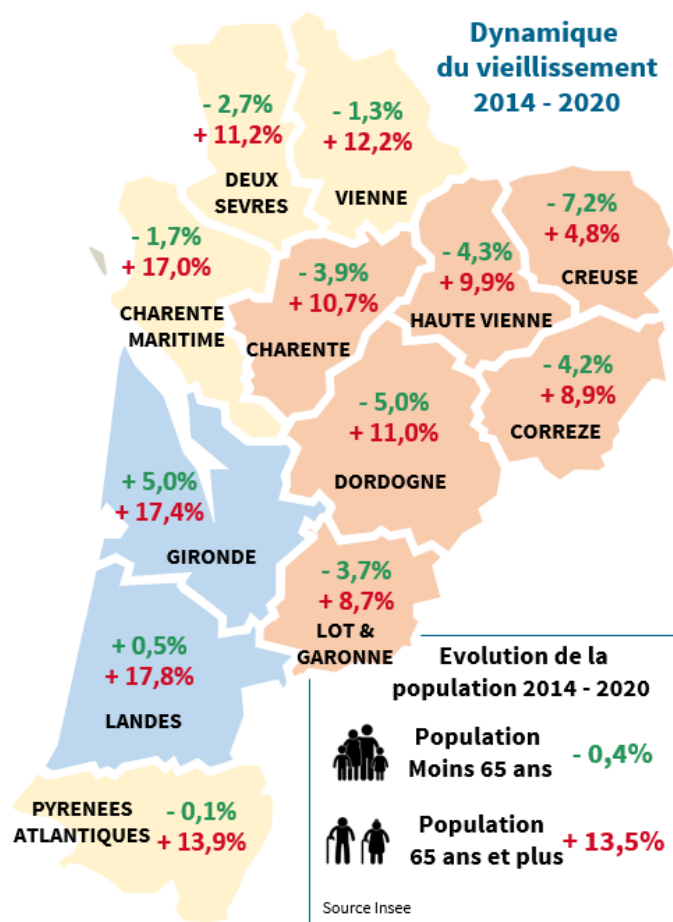 Dynamique
du vieillissement
2014 - 2020
- 2,7%
+ 11,2%
DEUX
SEVRES
- 1,3%
+ 12,2%
VIENNE
- 1,7%
+ 17,0%
CHARENTE
MARITIME
- 3,9%
+ 10,7%
CHARENTE
- 4,3%
+ 9,9%
HAUTE VIENNE
- 7,2%
+ 4,8%
CREUSE
- 4,2%
+ 8,9%
CORREZE
- 5,0%
+ 11,0%
DORDOGNE
+ 5,0%
+ 17,4%
GIRONDE
- 3,7%
+ 8,7%
LOT &
GARONNE
+ 0,5%
+ 17,8%
LANDES
PYRENEES
ATLANTIQUES
- 0,1%
+ 13,9%
Evolution de la
population 2014 - 2020
Population
Moins 65 ans
- 0,4%
Population
65 ans et plus
+ 13,5%
Source Insee